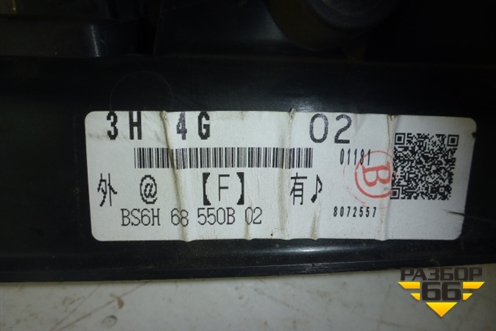 3H 4G 02
01181
B
外 @ 【F】 有♪
BS6H 68 550B 02
8072557
РАЗБОР
66